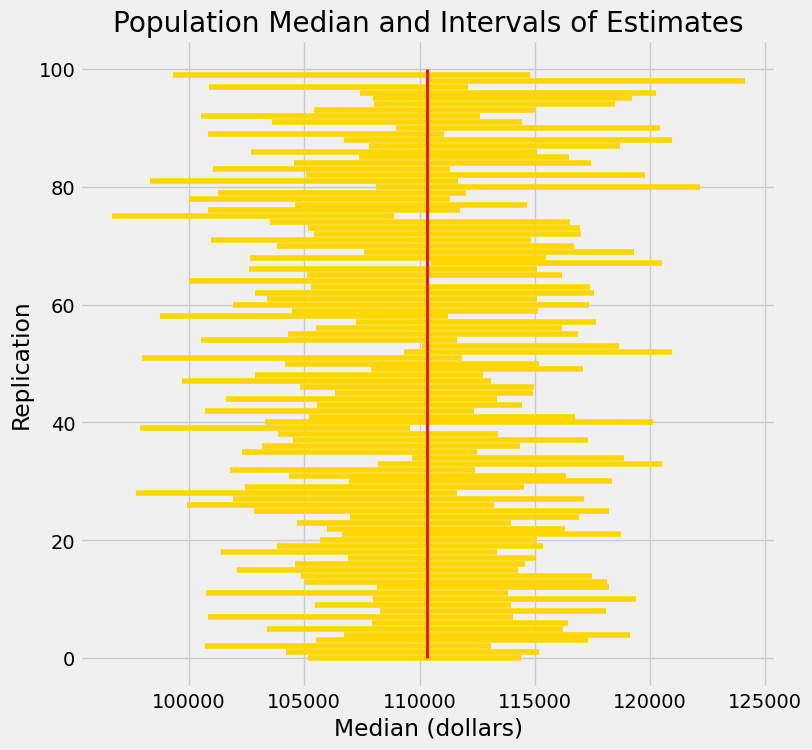 Population Median and Intervals of Estimates
100
80
60
40
20
0
Replication
100000 105000 110000 115000 120000 125000
Median (dollars)